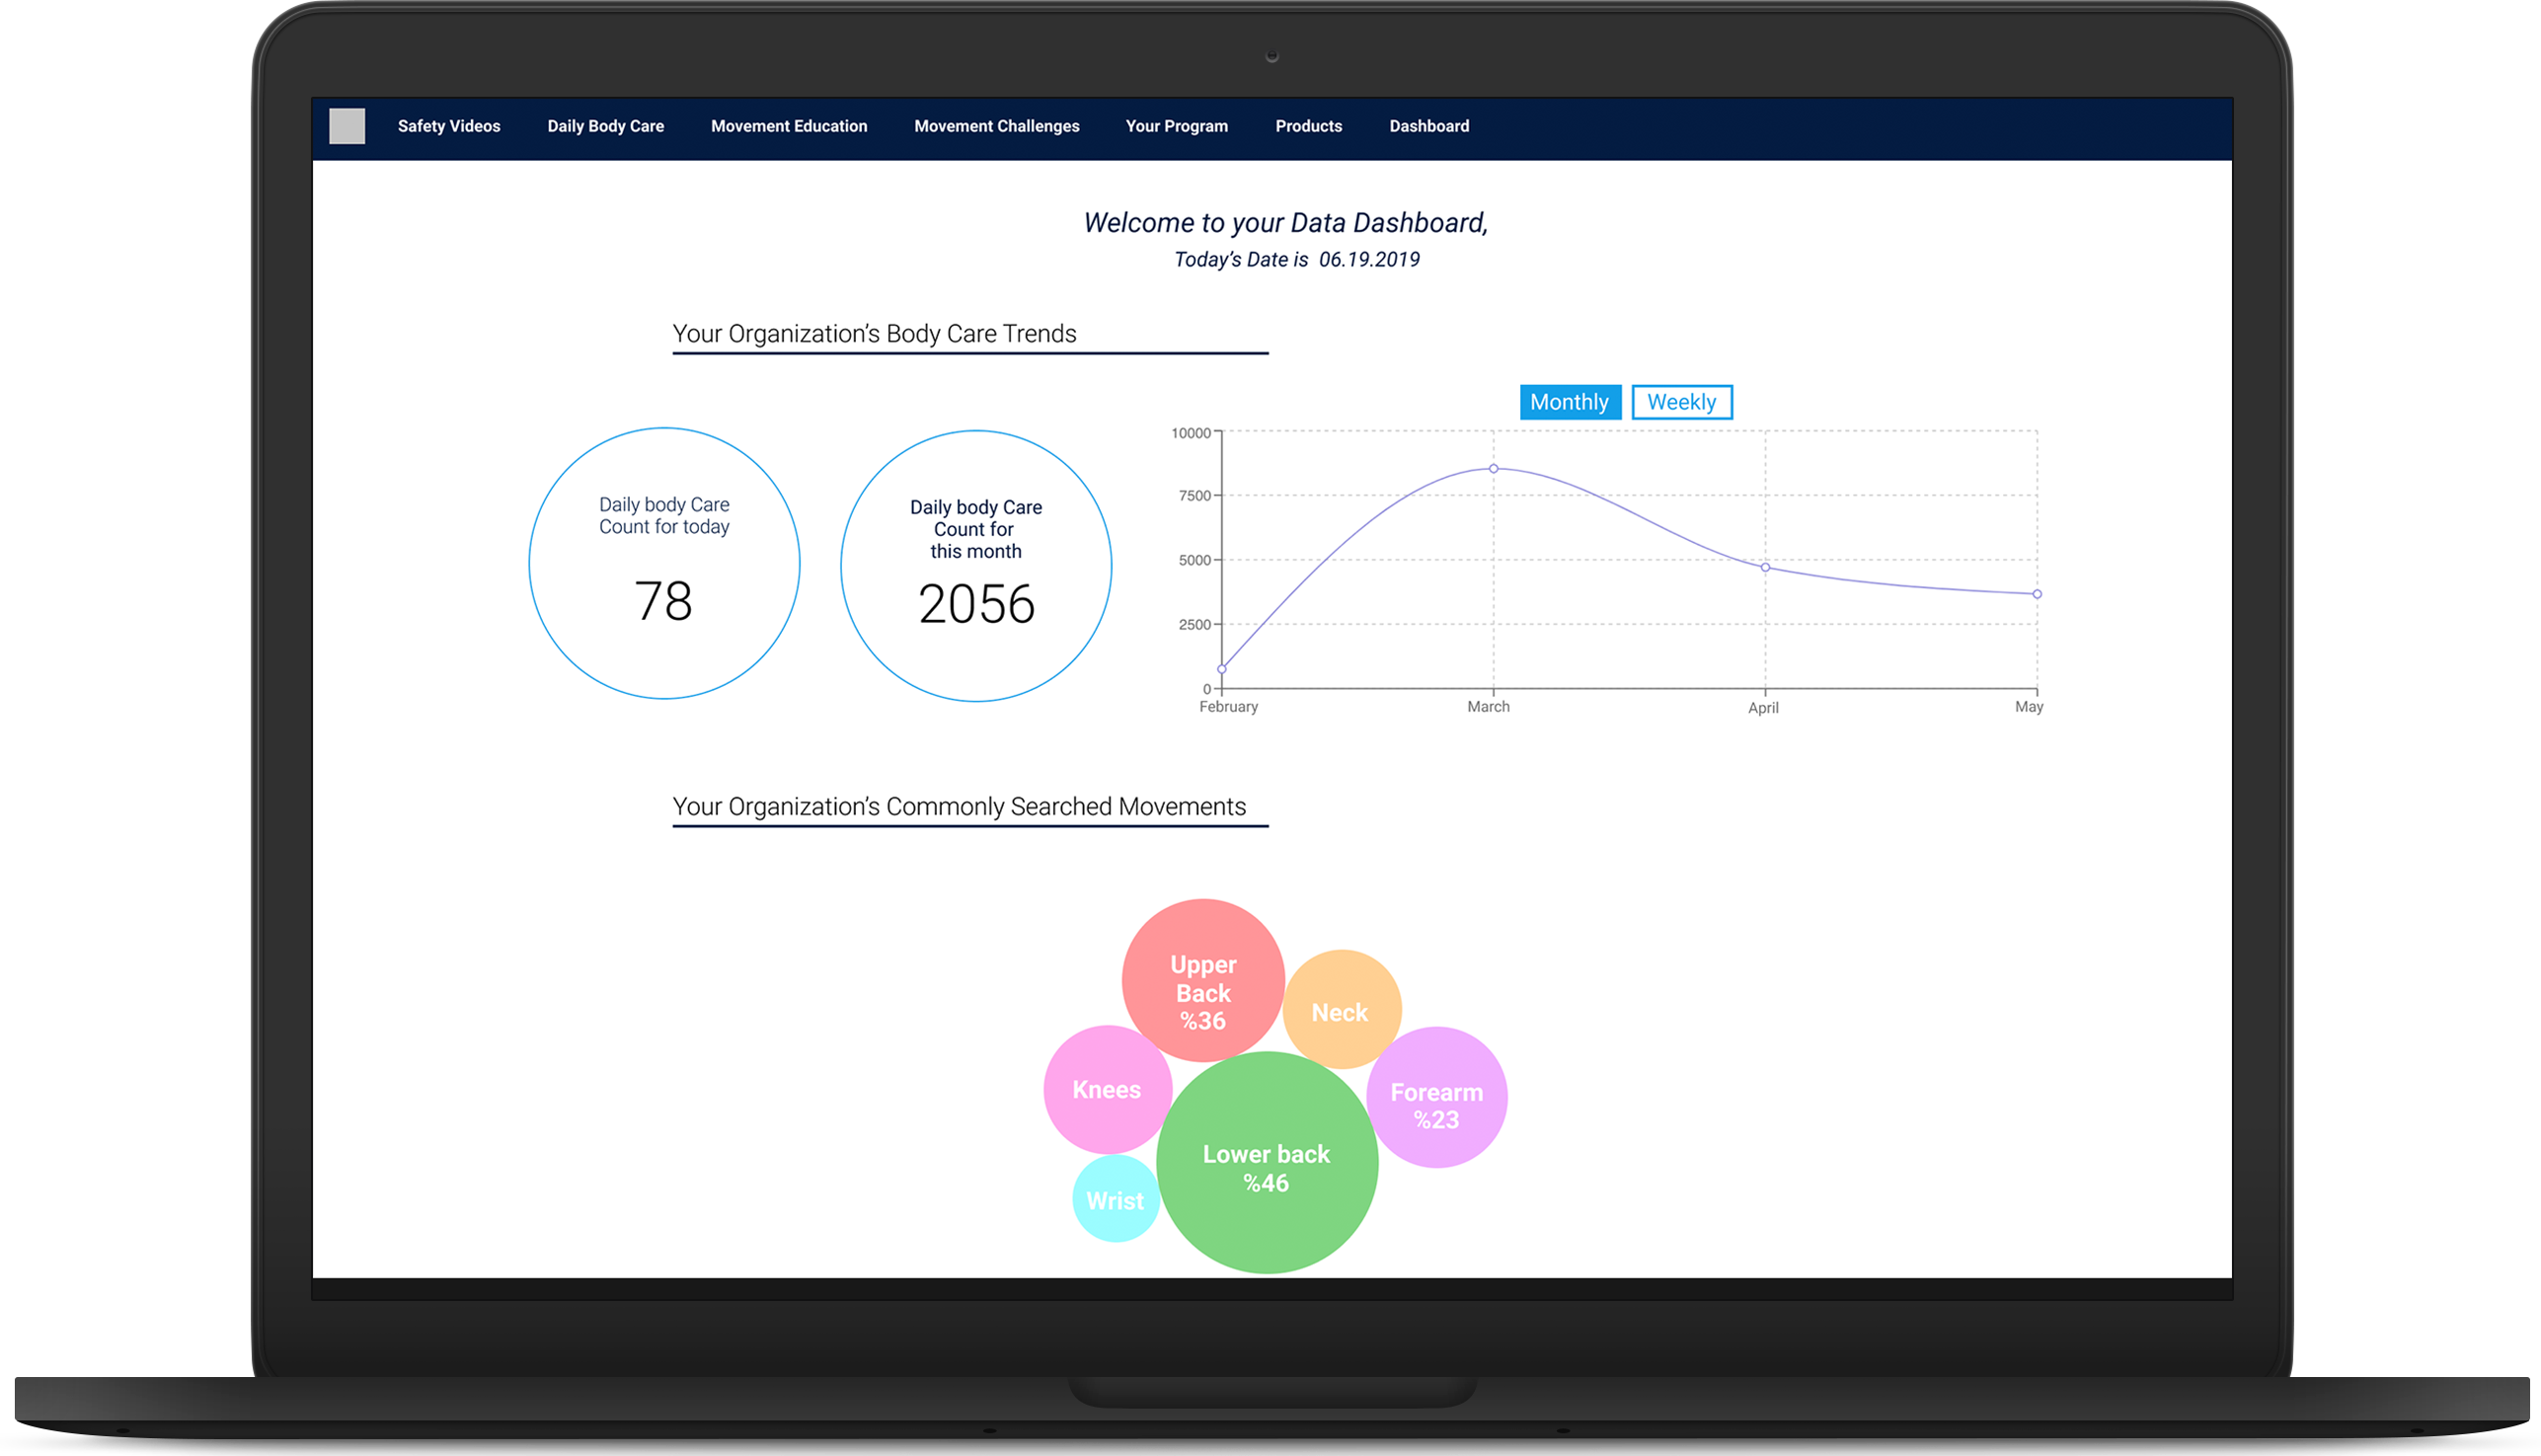 Safety Videos Daily Body Care Movement Education Movement Challenges Your Program Products Dashboard
Welcome to your Data Dashboard,
Today's Date is 06.19.2019
Your Organization's Body Care Trends
Monthly Weekly
Daily body Care
Count for today
78
Daily body Care
Count for
this month
2056
10000
7500
5000
2500
0
February March April May
Your Organization's Commonly Searched Movements
Upper
Back
%36
Neck
Knees
Forearm
%23
Lower back
%46
Wrist